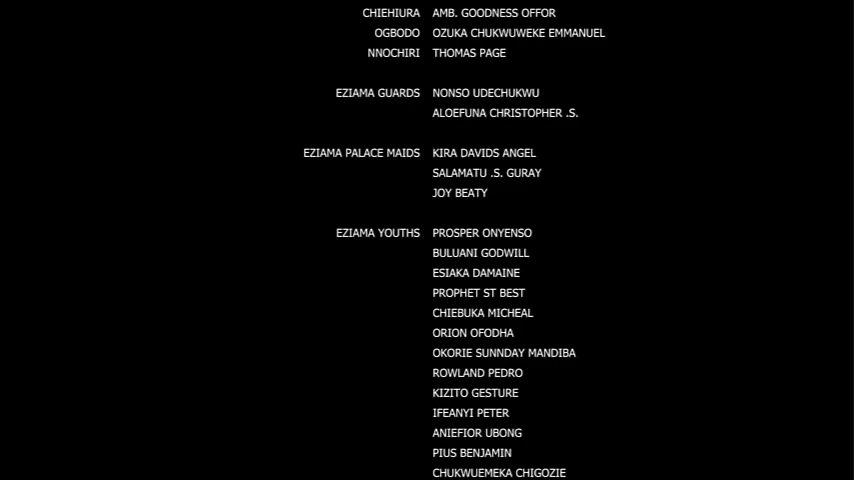 CHIEHIURA AMB. GOODNESS OFFOR
OGBODO OZUKA CHUKWUWEKE EMMANUEL
NNOCHIRI THOMAS PAGE
EZIAMA GUARDS NONSO UDECHUKWU
ALOEFUNA CHRISTOPHER .S.
EZIAMA PALACE MAIDS KIRA DAVIDS ANGEL
SALAMATU .S. GURAY
JOY BEATY
EZIAMA YOUTHS PROSPER ONYENSO
BULUANI GODWILL
ESIAKA DAMAINE
PROPHET ST BEST
CHIEBUKA MICHEAL
ORION OFODHA
OKORIE SUNNDAY MANDIBA
ROWLAND PEDRO
KIZITO GESTURE
IFEANYI PETER
ANIEFIOR UBONG
PIUS BENJAMIN
CHUKWUEMEKA CHIGOZIE